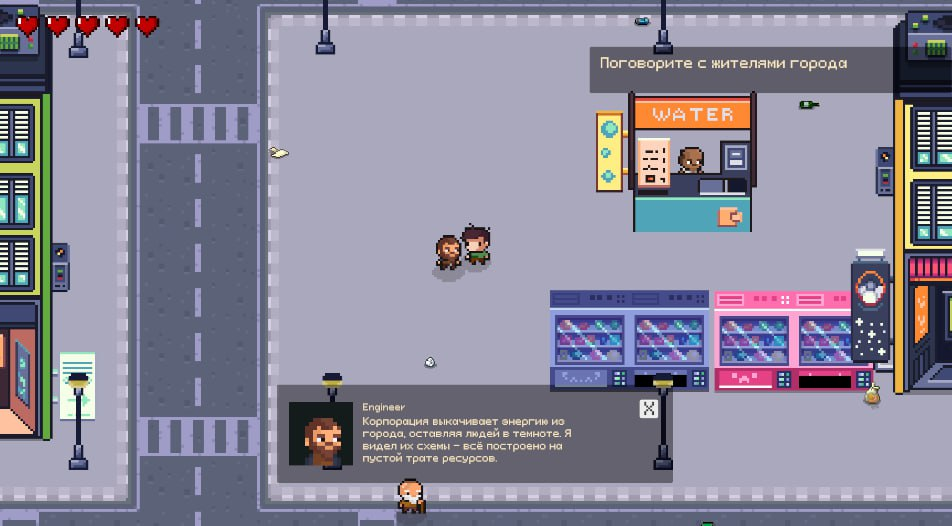 Поговорите с жителями города
WATER
Engineer
X
Корпорация выкачивает энергию из
города, оставляя людей в темноте. Я
видел их схемы – всё построено на
пустой трате ресурсов.